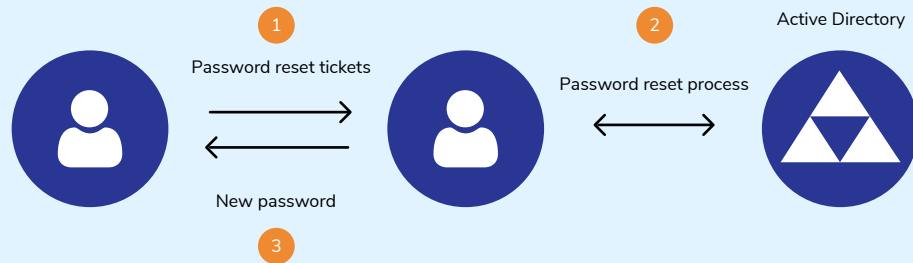 1
Password reset tickets
New password
3
2
Password reset process
Active Directory